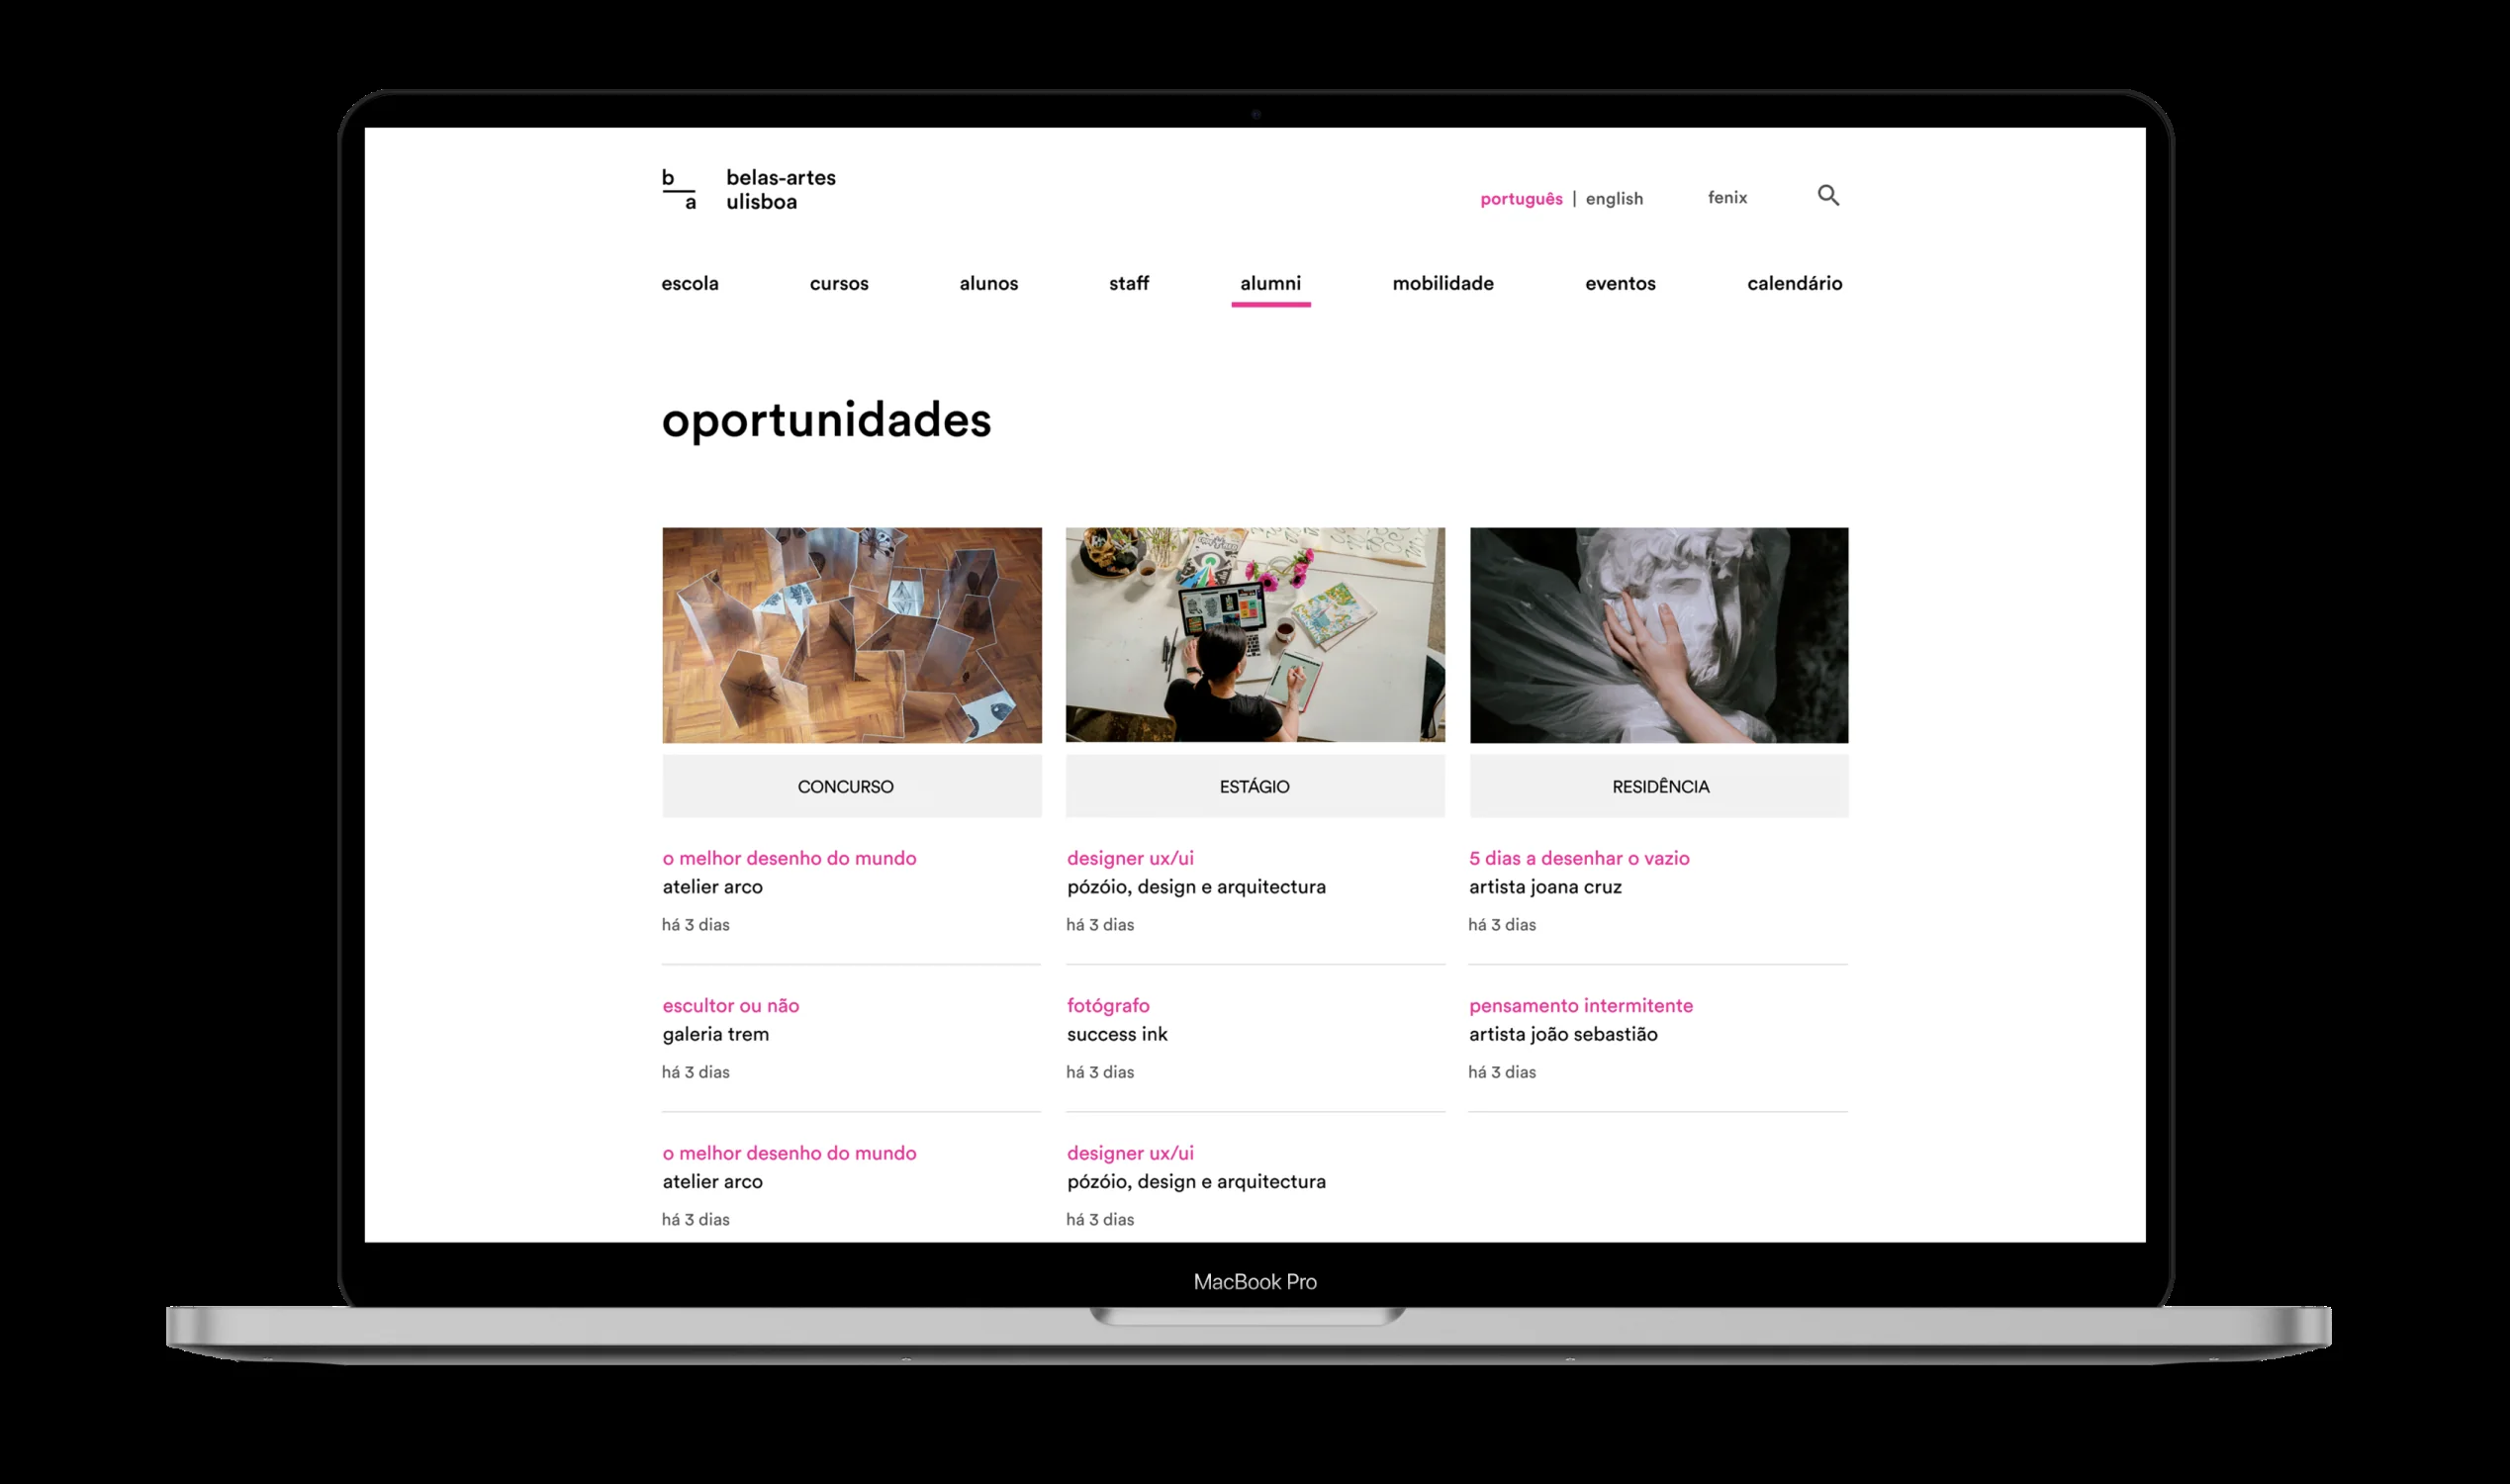 b
a
belas-artes
ulisboa
português | english
fenix
escola
cursos
alunos
staff
alumni
mobilidade
eventos
calendário
oportunidades
CONCURSO
o melhor desenho do mundo
atelier arco
há 3 dias
escultor ou não
galeria trem
há 3 dias
o melhor desenho do mundo
atelier arco
há 3 dias
ESTÁGIO
designer ux/ui
pózóio, design e arquitectura
há 3 dias
fotógrafo
success ink
há 3 dias
designer ux/ui
pózóio, design e arquitectura
há 3 dias
RESIDÊNCIA
5 dias a desenhar o vazio
artista joana cruz
há 3 dias
pensamento intermitente
artista joão sebastião
há 3 dias
MacBook Pro